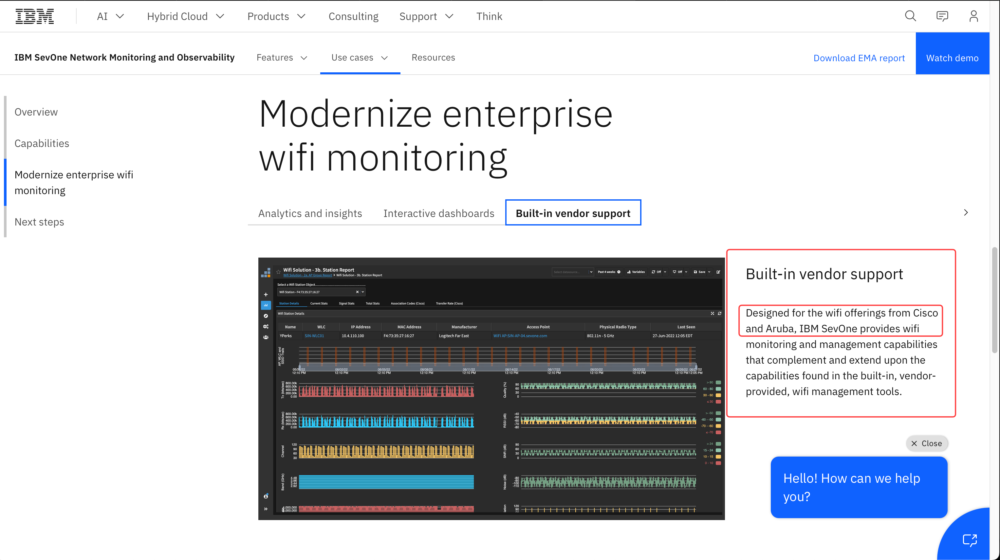 IBM
AI
Hybrid Cloud
Products
Consulting
Support
Think
IBM SevOne Network Monitoring and Observability
Features
Use cases
Resources
Download EMA report
Watch demo
Overview
Capabilities
Modernize enterprise wifi
monitoring
Next steps
Modernize enterprise
wifi monitoring
Analytics and insights
Interactive dashboards
Built-in vendor support
Wifi Solution - 3b. Station Report
Wifi Solution - 2a. AP Group Report > Wifi Solution - 3b. Station Report
Select datasource...
Past 4 weeks
Variables
Off
Off
Save
Select a Wifi Station Object
Wifi Station - F4:73:35:27:16:27
Station Details
Current Stats
Signal Stats
Total Stats
Association Codes (Cisco)
Transfer Rate (Cisco)
Wifi Station Details
Name WLC IP Address MAC Address Manufacturer Access Point Physical Radio Type Last Seen
YPerks SIN-WLC01 10.4.110.100 F4:73:35:27:16:27 Logitech Far East WiFi AP:SIN-AP-04.sevone.com 802.11n - 5 GHz 27-Jun-2022 12:05 EDT
AP, WLC and
SSID Trails
06/02/22 06/05/22 06/08/22 06/11/22 06/14/22 06/17/22 06/20/22 06/23/22 06/26/22
12:10 PM 12:10 PM 12:10 PM 12:10 PM 12:10 PM 12:10 PM 12:10 PM 12:10 PM 12:10 PM 12:10 PM 12:05 PM
Tx (bits/sec)
800.00k
600.00k
400.00k
200.00k
0.00
Quality (%)
90
60
30
0
> 80
60 - 80
30 - 60
≤ 30
Rx (bits/sec)
800.00k
600.00k
400.00k
200.00k
0.00
RSSI (dB)
-40
-50
-60
-70
-80
> -50
-60 - -50
-70 - -60
≤ -70
Channel
120
90
60
30
SNR (dB)
90
60
30
0
> 24
15 - 24
10 - 15
0 - 10
Band (GHz)
4.48
3.96
3.44
2.92
Noise (dB)
-80
-90
-100
-110
120
90
Built-in vendor support
Designed for the wifi offerings from Cisco
and Aruba, IBM SevOne provides wifi
monitoring and management capabilities
that complement and extend upon the
capabilities found in the built-in, vendor-
provided, wifi management tools.
Close
Hello! How can we help
you?